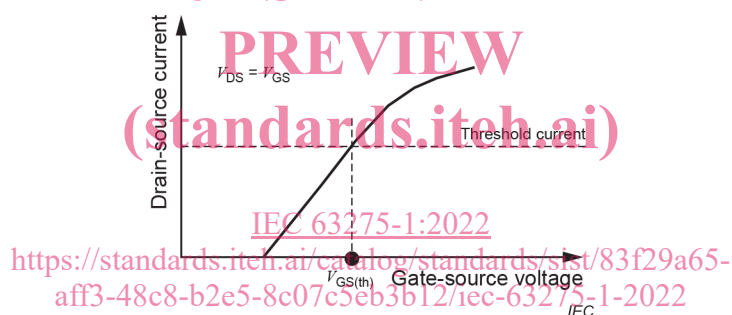 PREVIEW
Drain-source current
VDS = VGS
(standards.iteh.ai)
Threshold current
IEC 63275-1:2022
https://standards.iteh.ai/catalog/standards/sist/83f29a65-
VGS(th) Gate-source voltage
aff3-48c8-b2e5-8c07c5eb3b12/iec-63275-1-2022
IEC